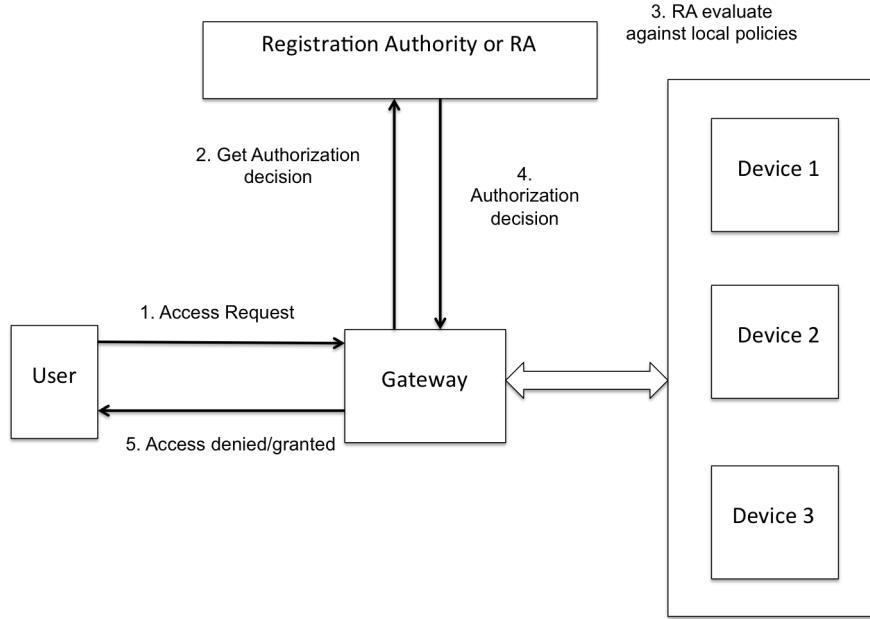 3. RA evaluate
against local policies
Registration Authority or RA
2. Get Authorization
decision
4.
Authorization
decision
Device 1
1. Access Request
User
Gateway
Device 2
5. Access denied/granted
Device 3